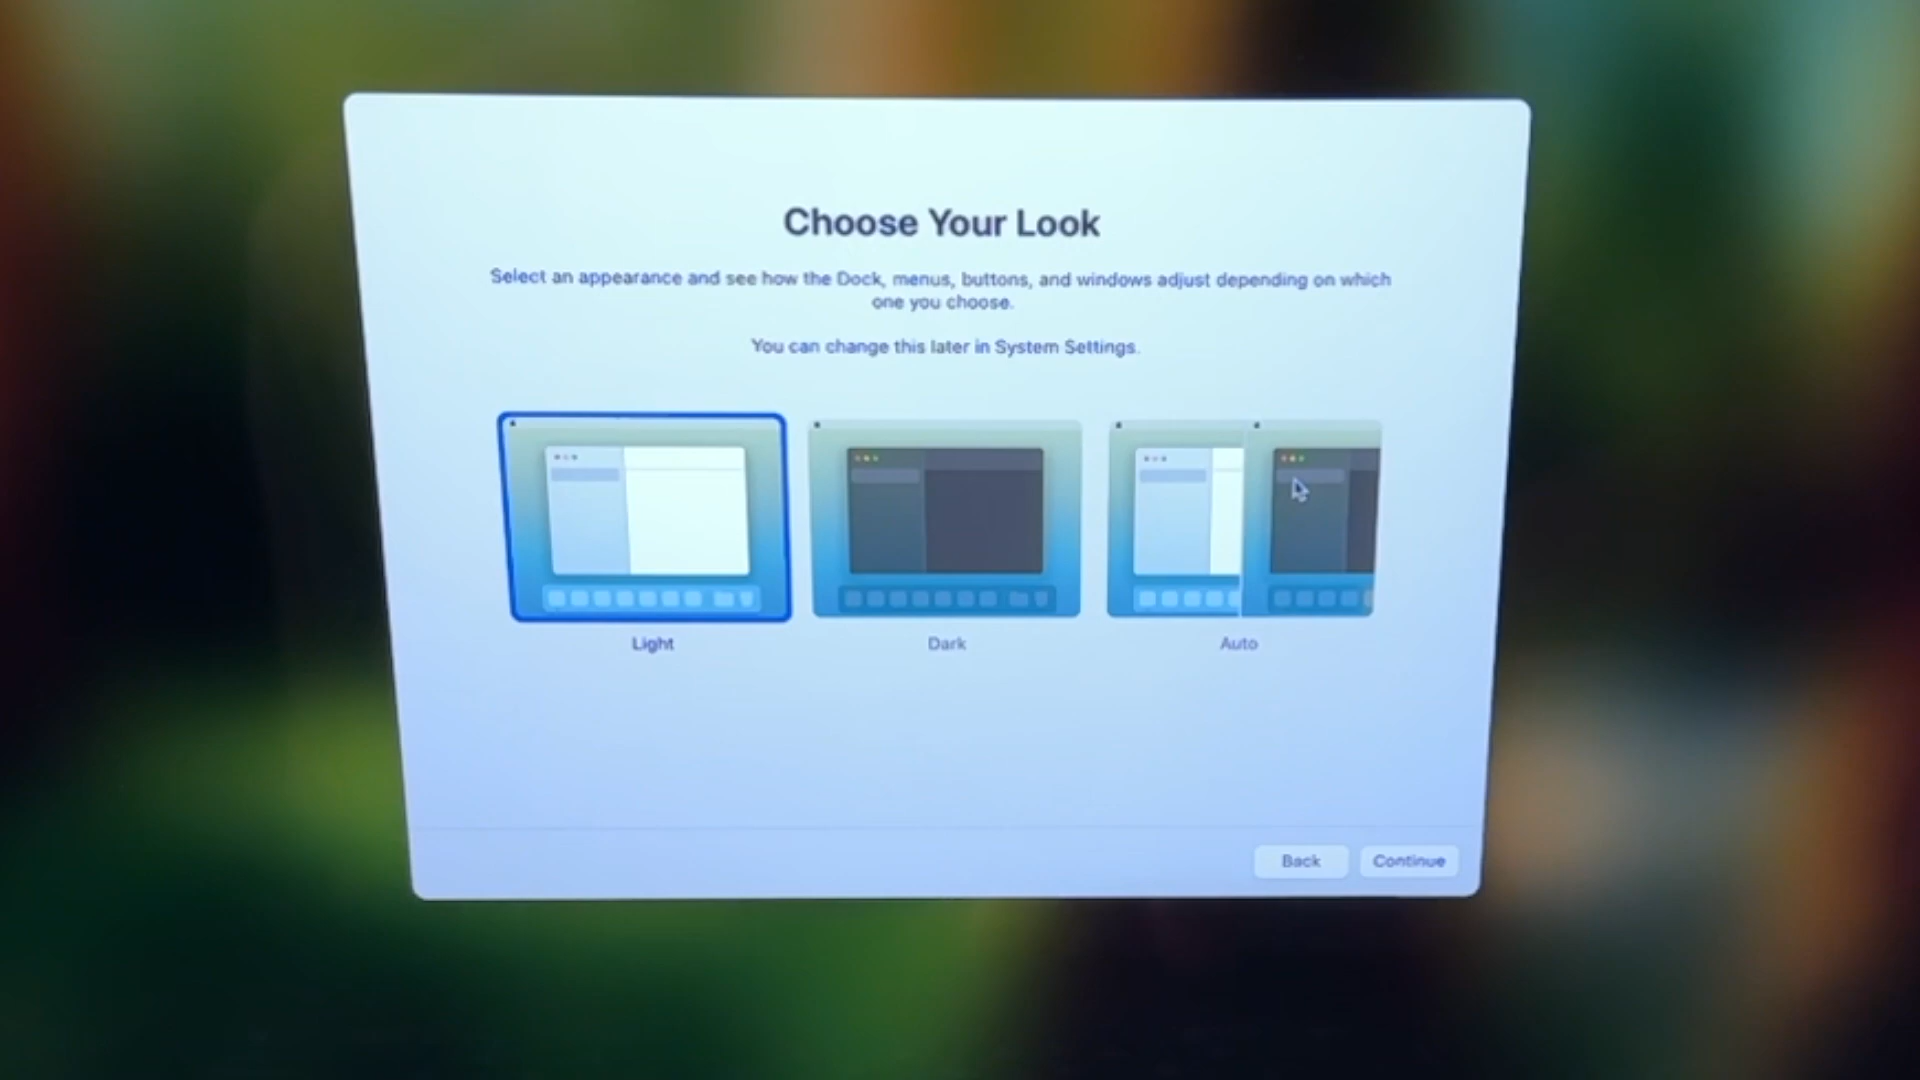 Choose Your Look
Select an appearance and see how the Dock, menus, buttons, and windows adjust depending on which
one you choose.
You can change this later in System Settings.
Light
Dark
Auto
Back
Continue